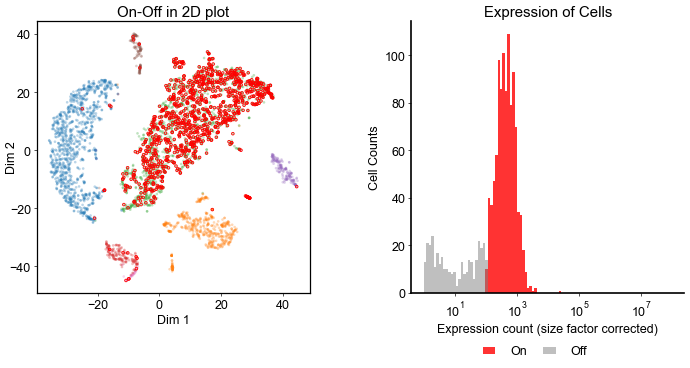 On-Off in 2D plot
40
20
0
−20
−40
Dim 2
−20
0
20
40
Dim 1
Expression of Cells
100
80
60
40
20
0
Cell Counts
10^1
10^3
10^5
10^7
Expression count (size factor corrected)
On
Off